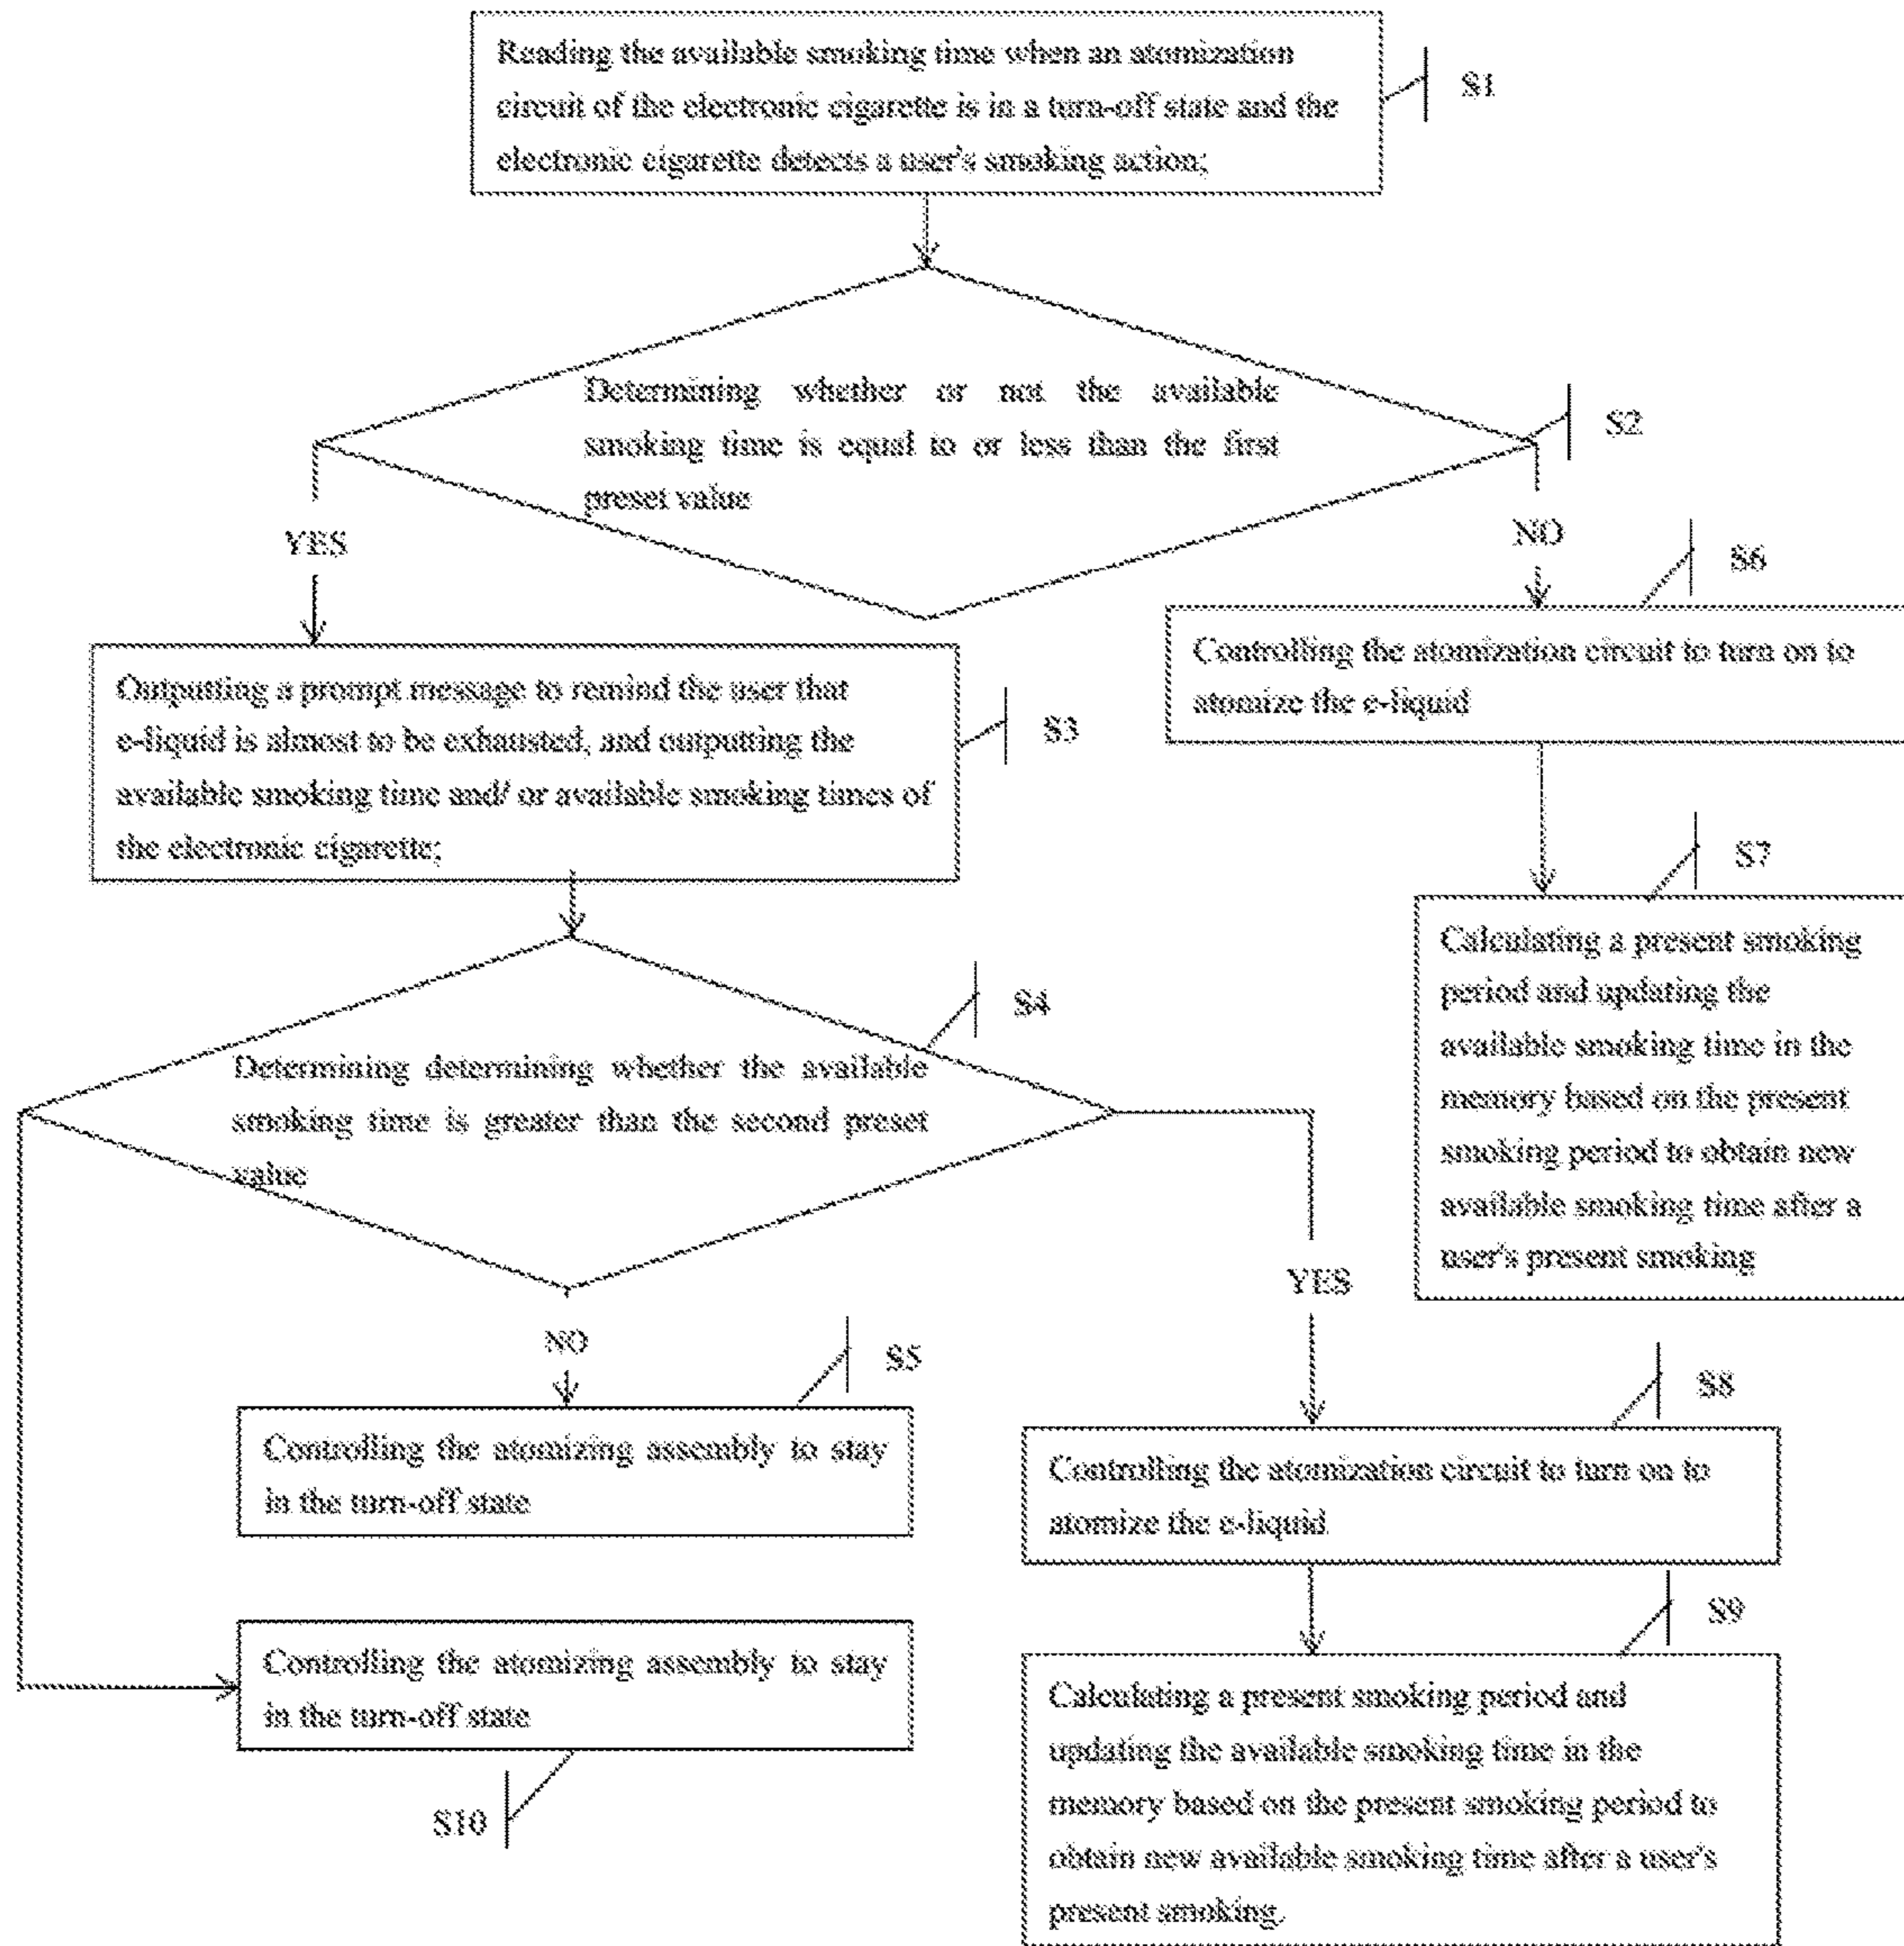 Reading the available smoking time when an atomization
circuit of the electronic cigarette is in a turn-off state and the
electronic cigarette detects a user's smoking action;
S1
Determining whether or not the available
smoking time is equal to or less than the first
preset value
S2
YES
NO
S6
Controlling the atomization circuit to turn on to
atomize the e-liquid
Outputting a prompt message to remind the user that
e-liquid is almost to be exhausted, and outputting the
available smoking time and/ or available smoking times of
the electronic cigarette;
S3
S7
Calculating a present smoking
period and updating the
available smoking time in the
memory based on the present
smoking period to obtain new
available smoking time after a
user's present smoking
S4
Determining determining whether the available
smoking time is greater than the second preset
value
YES
NO
S5
Controlling the atomizing assembly to stay
in the turn-off state
S8
Controlling the atomization circuit to turn on to
atomize the e-liquid
Controlling the atomizing assembly to stay
in the turn-off state
S10
S9
Calculating a present smoking period and
updating the available smoking time in the
memory based on the present smoking period to
obtain new available smoking time after a user's
present smoking.